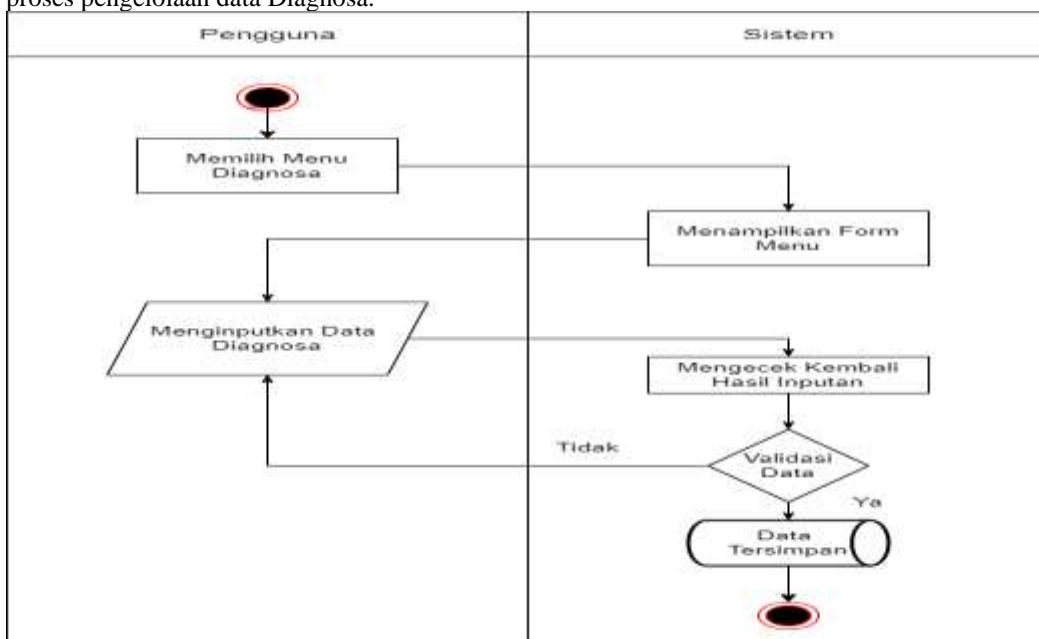 proses pengelolaan data Diagnosa.
Pengguna
Sistem
Memilih Menu
Diagnosa
Menampilkan Form
Menu
Menginputkan Data
Diagnosa
Mengecek Kembali
Hasil Inputan
Tidak
Validasi
Data
Ya
Data
Tersimpan